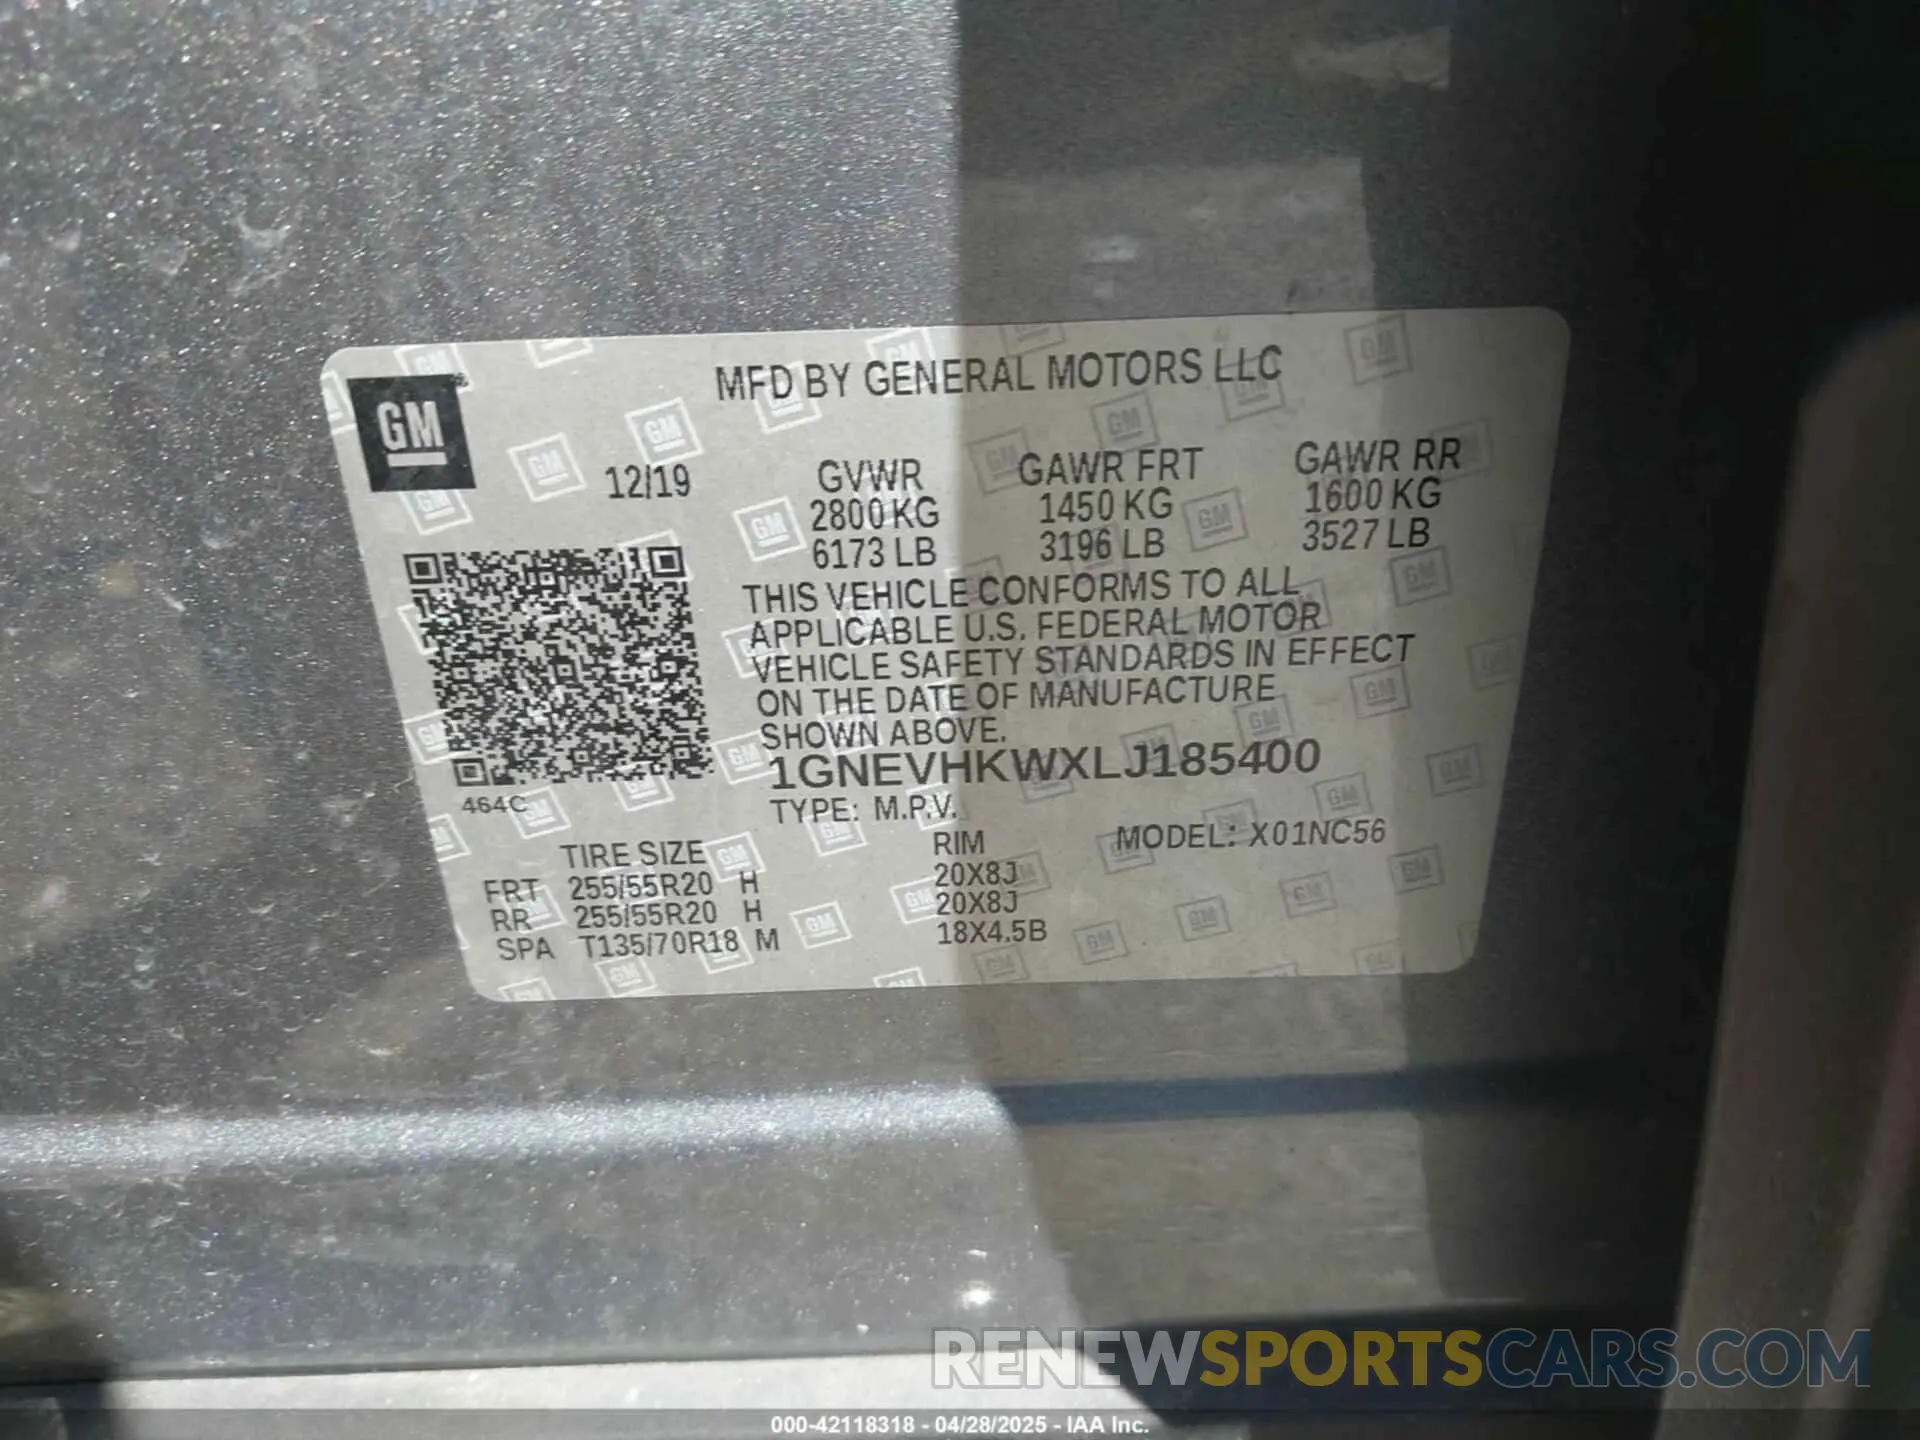 MFD BY GENERAL MOTORS LLC
GM
12/19
GVWR GAWR FRT GAWR RR
2800 KG 1450 KG 1600 KG
6173 LB 3196 LB 3527 LB
THIS VEHICLE CONFORMS TO ALL
APPLICABLE U.S. FEDERAL MOTOR
VEHICLE SAFETY STANDARDS IN EFFECT
ON THE DATE OF MANUFACTURE
SHOWN ABOVE.
1GNEVHKWXLJ185400
464C
TYPE: M.P.V.
MODEL: X01NC56
TIRE SIZE RIM
FRT 255/55R20 H 20X8J
RR 255/55R20 H 20X8J
SPA T135/70R18 M 18X4.5B
RENEWSPORTSCARS.COM
000-42118318 - 04/28/2025 - IAA Inc.